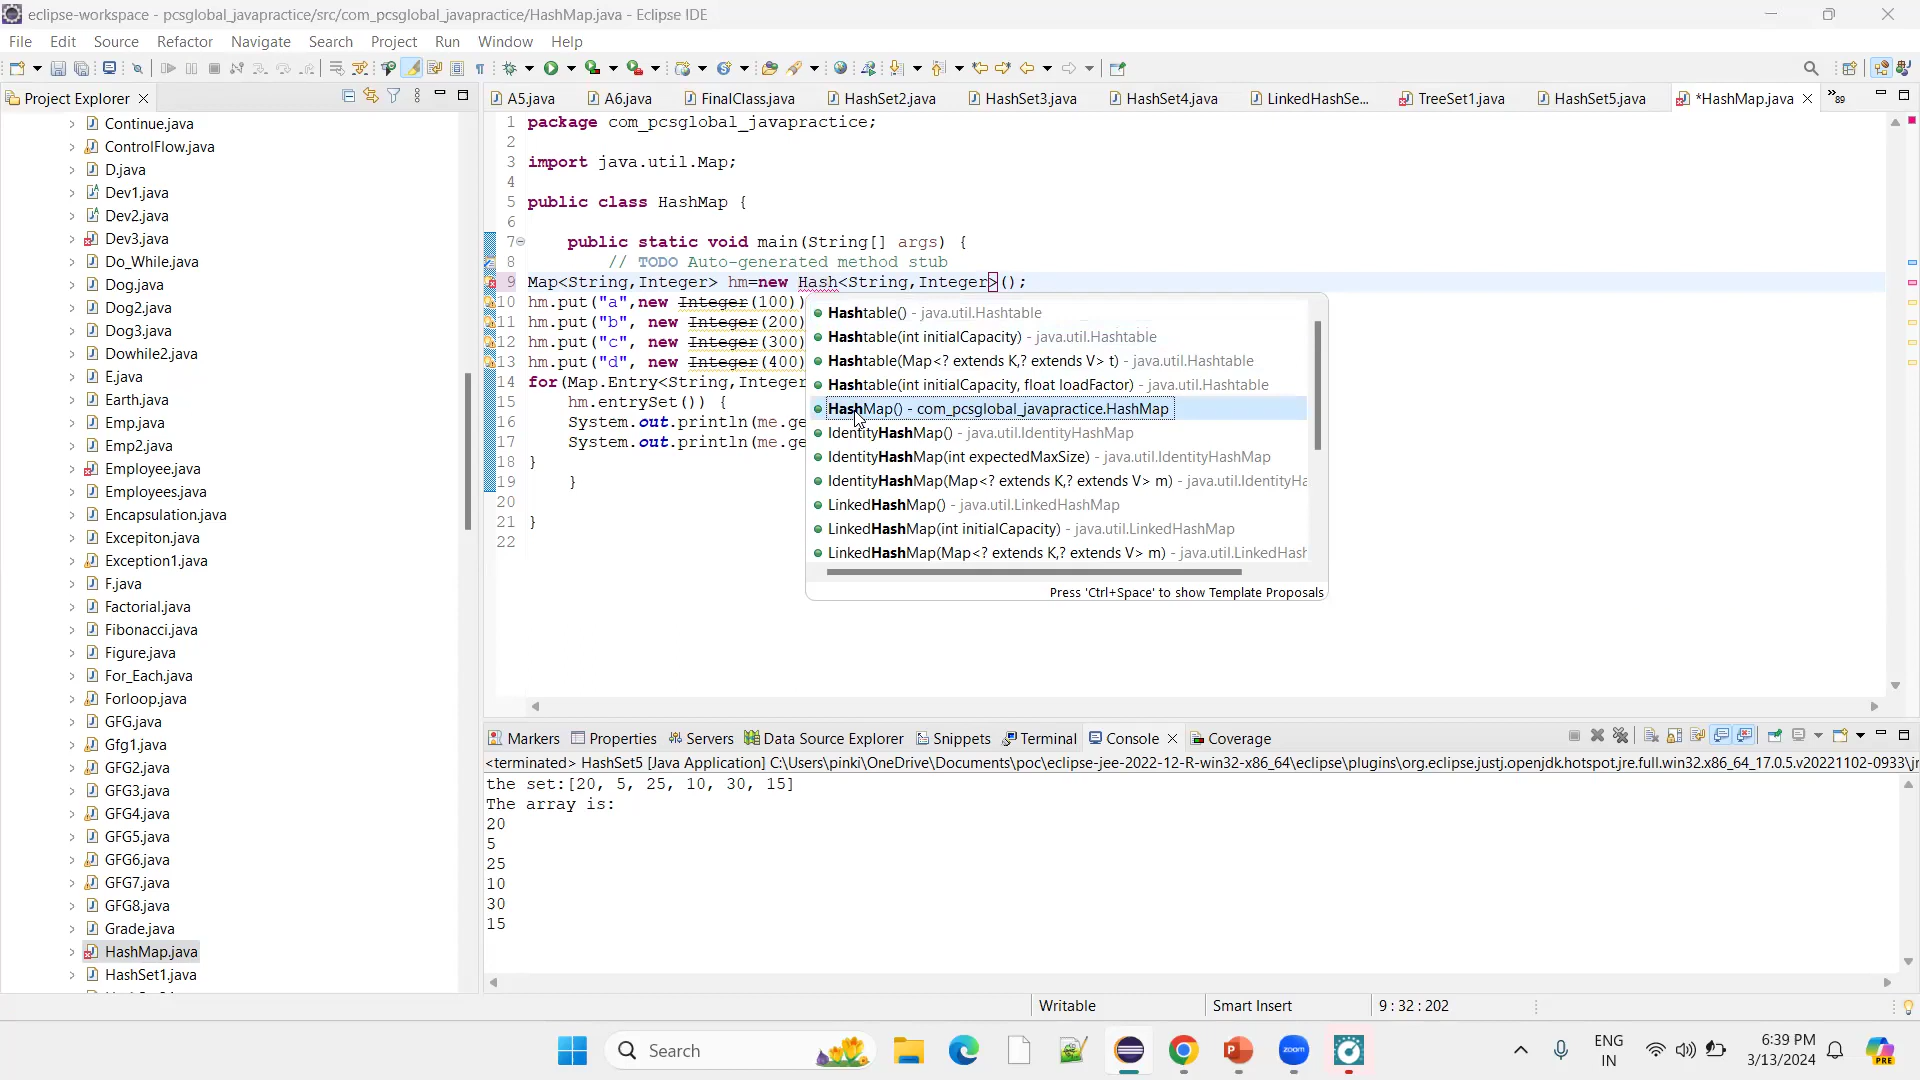 eclipse-workspace - pcsglobal_javapractice/src/com_pcsglobal_javapractice/HashMap.java - Eclipse IDE
File Edit Source Refactor Navigate Search Project Run Window Help
Project Explorer
A5.java A6.java FinalClass.java HashSet2.java HashSet3.java HashSet4.java LinkedHashSe... TreeSet1.java HashSet5.java *HashMap.java 89
Continue.java
ControlFlow.java
D.java
Dev1.java
Dev2.java
Dev3.java
Do_While.java
Dog.java
Dog2.java
Dog3.java
Dowhile2.java
E.java
Earth.java
Emp.java
Emp2.java
Employee.java
Employees.java
Encapsulation.java
Excepiton.java
Exception1.java
F.java
Factorial.java
Fibonacci.java
Figure.java
For_Each.java
Forloop.java
GFG.java
Gfg1.java
GFG2.java
GFG3.java
GFG4.java
GFG5.java
GFG6.java
GFG7.java
GFG8.java
Grade.java
HashMap.java
HashSet1.java
1 package com_pcsglobal_javapractice;
2
3 import java.util.Map;
4
5 public class HashMap {
6
7 public static void main(String[] args) {
8 // TODO Auto-generated method stub
9 Map<String,Integer> hm=new Hash<String,Integer>();
10 hm.put("a",new Integer(100))
11 hm.put("b", new Integer(200)
12 hm.put("c", new Integer(300)
13 hm.put("d", new Integer(400)
14 for(Map.Entry<String,Integer
15 hm.entrySet()) {
16 System.out.println(me.ge
17 System.out.println(me.ge
18 }
19 }
20
21 }
22
Hashtable() - java.util.Hashtable
Hashtable(int initialCapacity) - java.util.Hashtable
Hashtable(Map<? extends K,? extends V> t) - java.util.Hashtable
Hashtable(int initialCapacity, float loadFactor) - java.util.Hashtable
HashMap() - com_pcsglobal_javapractice.HashMap
IdentityHashMap() - java.util.IdentityHashMap
IdentityHashMap(int expectedMaxSize) - java.util.IdentityHashMap
IdentityHashMap(Map<? extends K,? extends V> m) - java.util.IdentityHa
LinkedHashMap() - java.util.LinkedHashMap
LinkedHashMap(int initialCapacity) - java.util.LinkedHashMap
LinkedHashMap(Map<? extends K,? extends V> m) - java.util.LinkedHash
Press 'Ctrl+Space' to show Template Proposals
Markers Properties Servers Data Source Explorer Snippets Terminal Console Coverage
<terminated> HashSet5 [Java Application] C:\Users\pinki\OneDrive\Documents\poc\eclipse-jee-2022-12-R-win32-x86_64\eclipse\plugins\org.eclipse.justj.openjdk.hotspot.jre.full.win32.x86_64_17.0.5.v20221102-0933\jr
the set:[20, 5, 25, 10, 30, 15]
The array is:
20
5
25
10
30
15
Writable Smart Insert 9 : 32 : 202
Search
zoom
ENG
IN
6:39 PM
3/13/2024
PRE